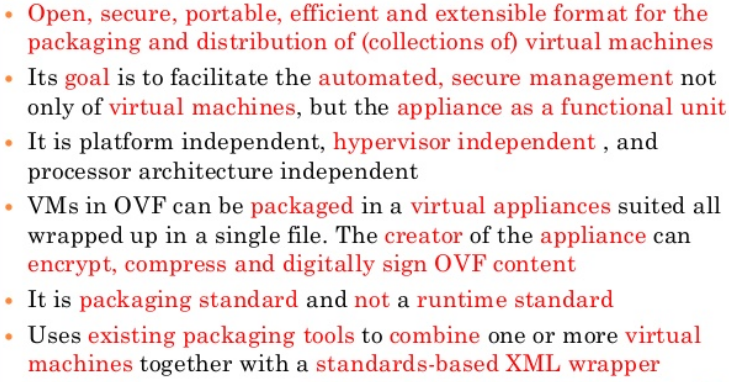 • Open, secure, portable, efficient and extensible format for the
packaging and distribution of (collections of) virtual machines
• Its goal is to facilitate the automated, secure management not
only of virtual machines, but the appliance as a functional unit
• It is platform independent, hypervisor independent , and
processor architecture independent
• VMs in OVF can be packaged in a virtual appliances suited all
wrapped up in a single file. The creator of the appliance can
encrypt, compress and digitally sign OVF content
• It is packaging standard and not a runtime standard
• Uses existing packaging tools to combine one or more virtual
machines together with a standards-based XML wrapper